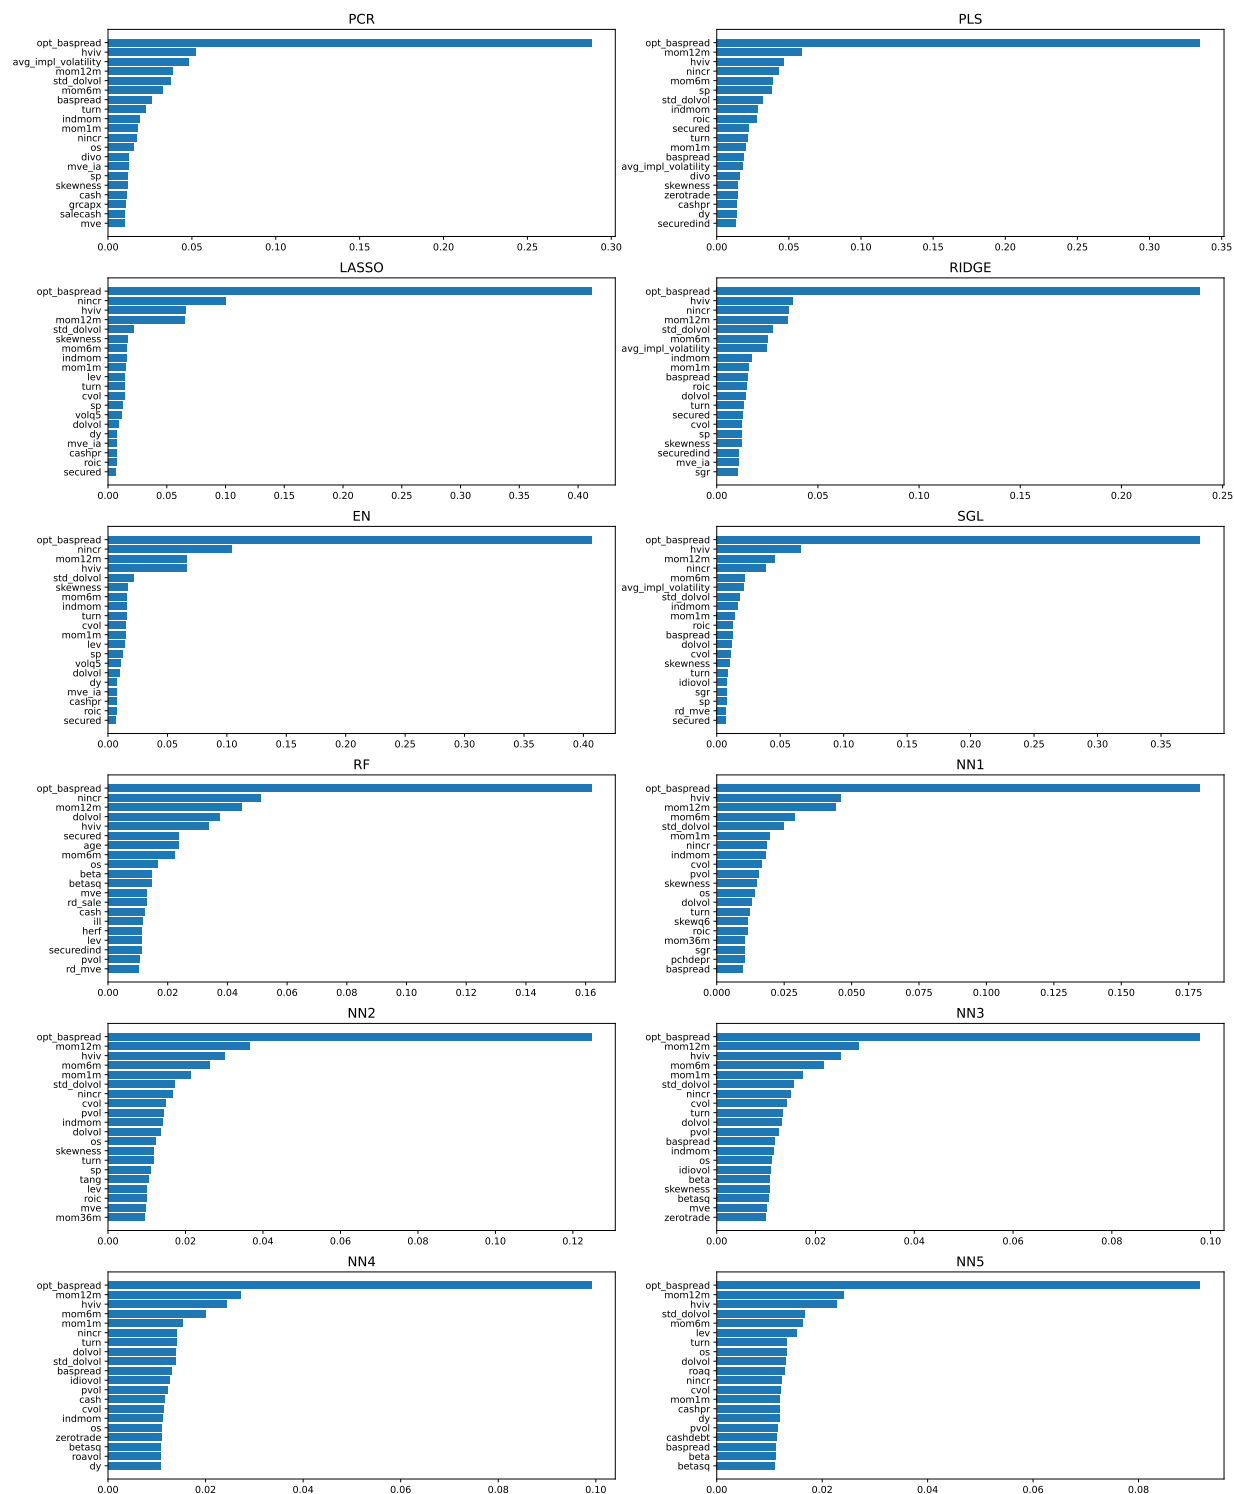 PCR
opt_baspread
hviv
avg_impl_volatility
mom12m
std_dolvol
mom6m
baspread
turn
indmom
mom1m
nincr
os
divo
mve_ia
sp
skewness
cash
grcapx
salecash
mve
0.00 0.05 0.10 0.15 0.20 0.25 0.30
PLS
opt_baspread
mom12m
hviv
nincr
mom6m
sp
std_dolvol
indmom
roic
secured
turn
mom1m
baspread
avg_impl_volatility
divo
skewness
zerotrade
cashpr
dy
securedind
0.00 0.05 0.10 0.15 0.20 0.25 0.30 0.35
LASSO
opt_baspread
nincr
hviv
mom12m
std_dolvol
skewness
mom6m
indmom
mom1m
lev
turn
cvol
sp
volq5
dolvol
dy
mve_ia
cashpr
roic
secured
0.00 0.05 0.10 0.15 0.20 0.25 0.30 0.35 0.40
RIDGE
opt_baspread
hviv
nincr
mom12m
std_dolvol
mom6m
avg_impl_volatility
indmom
mom1m
baspread
roic
dolvol
turn
secured
cvol
sp
skewness
securedind
mve_ia
sgr
0.00 0.05 0.10 0.15 0.20 0.25
EN
opt_baspread
nincr
mom12m
hviv
std_dolvol
skewness
mom6m
indmom
turn
cvol
mom1m
lev
sp
volq5
dolvol
dy
mve_ia
cashpr
roic
secured
0.00 0.05 0.10 0.15 0.20 0.25 0.30 0.35 0.40
SGL
opt_baspread
hviv
mom12m
nincr
mom6m
avg_impl_volatility
std_dolvol
indmom
mom1m
roic
baspread
dolvol
cvol
skewness
turn
idiovol
sgr
sp
rd_mve
secured
0.00 0.05 0.10 0.15 0.20 0.25 0.30 0.35
RF
opt_baspread
nincr
mom12m
dolvol
hviv
secured
age
mom6m
os
beta
betasq
mve
rd_sale
cash
ill
herf
lev
securedind
pvol
rd_mve
0.00 0.02 0.04 0.06 0.08 0.10 0.12 0.14 0.16
NN1
opt_baspread
hviv
mom12m
mom6m
std_dolvol
mom1m
nincr
indmom
cvol
pvol
skewness
os
dolvol
turn
skewq6
roic
mom36m
sgr
pchdepr
baspread
0.000 0.025 0.050 0.075 0.100 0.125 0.150 0.175
NN2
opt_baspread
mom12m
hviv
mom6m
mom1m
std_dolvol
nincr
cvol
pvol
indmom
dolvol
os
skewness
turn
sp
tang
lev
roic
mve
mom36m
0.00 0.02 0.04 0.06 0.08 0.10 0.12
NN3
opt_baspread
mom12m
hviv
mom6m
mom1m
std_dolvol
nincr
cvol
turn
dolvol
pvol
baspread
indmom
os
idiovol
beta
skewness
betasq
mve
zerotrade
0.00 0.02 0.04 0.06 0.08 0.10
NN4
opt_baspread
mom12m
hviv
mom6m
mom1m
nincr
turn
dolvol
std_dolvol
baspread
idiovol
pvol
cash
cvol
indmom
os
zerotrade
betasq
roavol
dy
0.00 0.02 0.04 0.06 0.08 0.10
NN5
opt_baspread
mom12m
hviv
std_dolvol
mom6m
lev
turn
os
dolvol
roaq
nincr
cvol
mom1m
cashpr
dy
pvol
cashdebt
baspread
beta
betasq
0.00 0.02 0.04 0.06 0.08